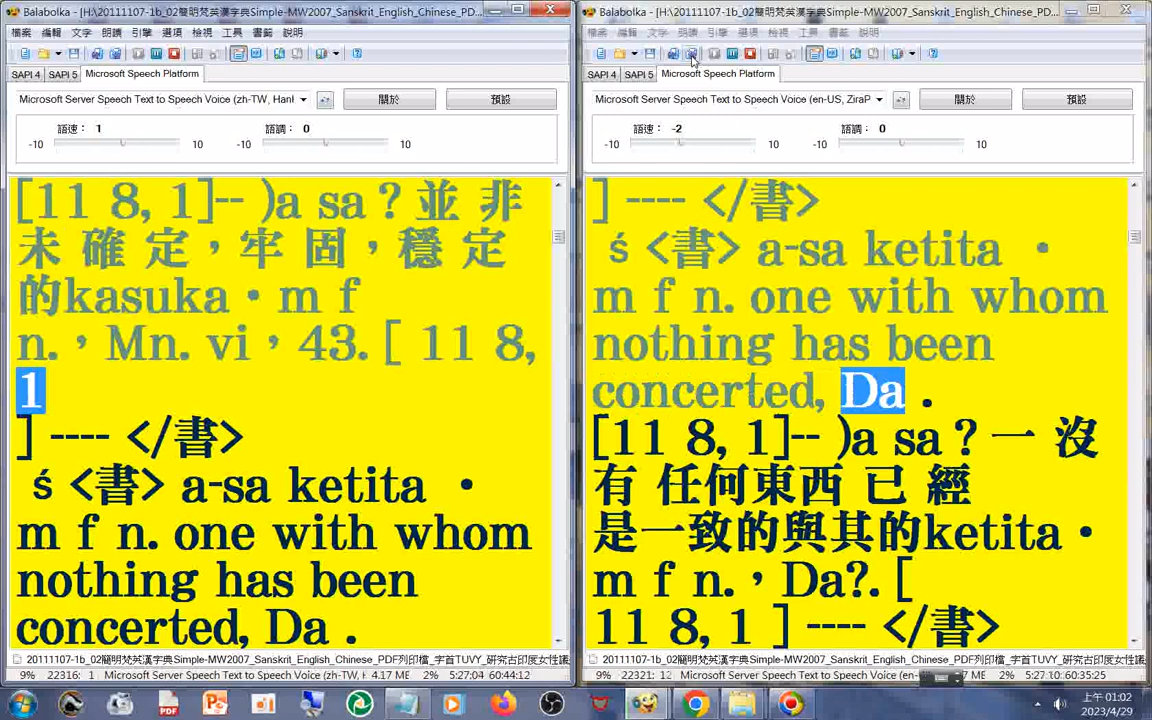 Balabolka - [H:\20111107-1b_02簡明梵英漢字典Simple-MW2007_Sanskrit_English_Chinese_PD...
檔案 編輯 文字 朗讀 引擎 選項 檢視 工具 書籤 說明
SAPI 4 SAPI 5 Microsoft Speech Platform
Microsoft Server Speech Text to Speech Voice (zh-TW, Hanl 關於 預設
語速： 1 語調： 0
-10 10 -10 10
[11 8, 1]-- )a sa？並 非
未 確 定，牢 固，穩 定
的kasuka・m f
n.，Mn. vi，43. [ 11 8,
1
] ---- </書>
ś <書> a-sa ketita ・
m f n. one with whom
nothing has been
concerted, Da .
20111107-1b_02簡明梵英漢字典Simple-MW2007_Sanskrit_English_Chinese_PDF列印檔_字首TUVY_研究古印度女性議
9% 22316: 1 Microsoft Server Speech Text to Speech Voice (zh-TW, H 4.17 ME 2% 5:27:04 60:44:12
Balabolka - [H:\20111107-1b_02簡明梵英漢字典Simple-MW2007_Sanskrit_English_Chinese_PD...
檔案 編輯 文字 朗讀 引擎 選項 檢視 工具 書籤 說明
SAPI 4 SAPI 5 Microsoft Speech Platform
Microsoft Server Speech Text to Speech Voice (en-US, ZiraP 關於 預設
語速： -2 語調： 0
-10 10 -10 10
] ---- </書>
ś <書> a-sa ketita ・
m f n. one with whom
nothing has been
concerted, Da .
[11 8, 1]-- )a sa？一 沒
有 任何東西 已 經
是一致的與其的ketita・
m f n.，Da?. [
11 8, 1 ] ---- </書>
20111107-1b_02簡明梵英漢字典Simple-MW2007_Sanskrit_English_Chinese_PDF列印檔_字首TUVY_研究古印度女性議
9% 22321: 12 Microsoft Server Speech Text to Speech Voice 2% 5:27:10 60:35:25
上午 01:02
2023/4/29